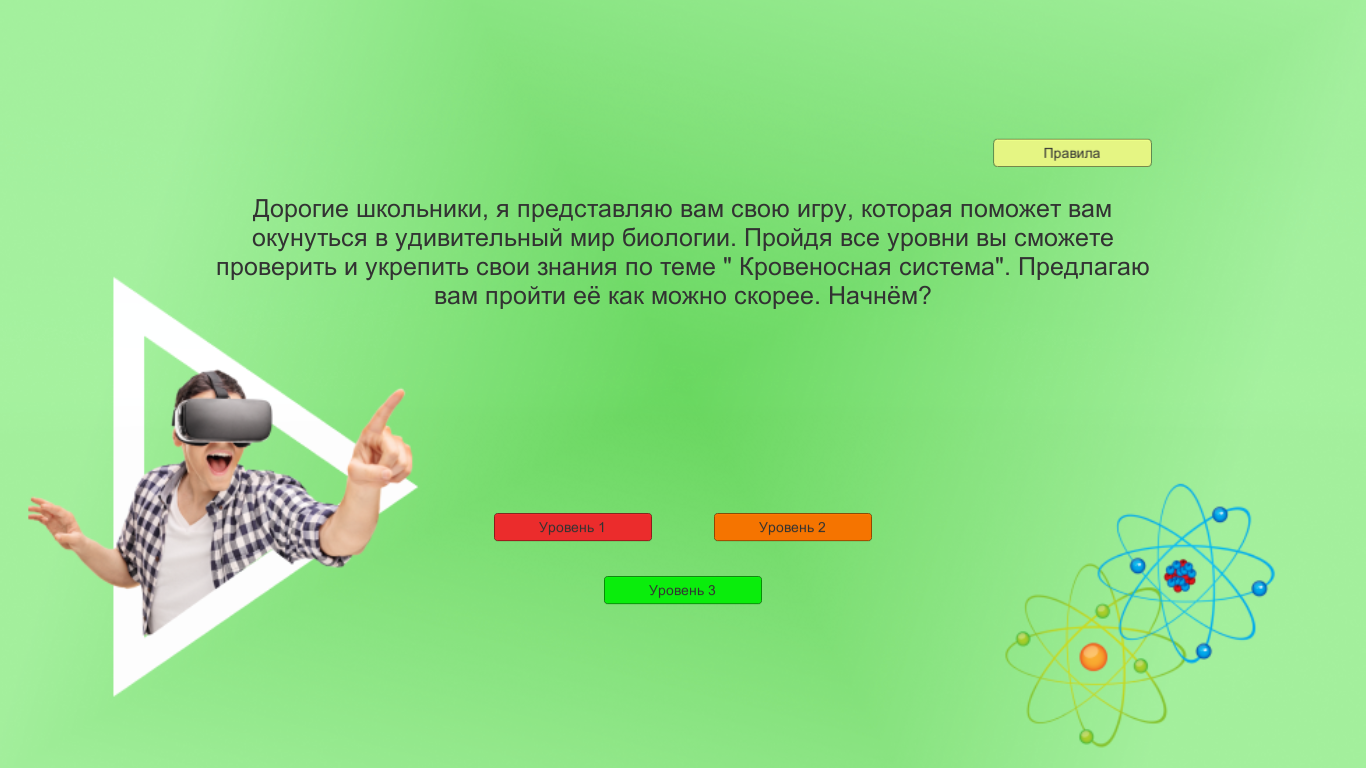 Правила
Дорогие школьники, я представляю вам свою игру, которая поможет вам
окунуться в удивительный мир биологии. Пройдя все уровни вы сможете
проверить и укрепить свои знания по теме " Кровеносная система". Предлагаю
вам пройти её как можно скорее. Начнём?
Уровень 1
Уровень 2
Уровень 3